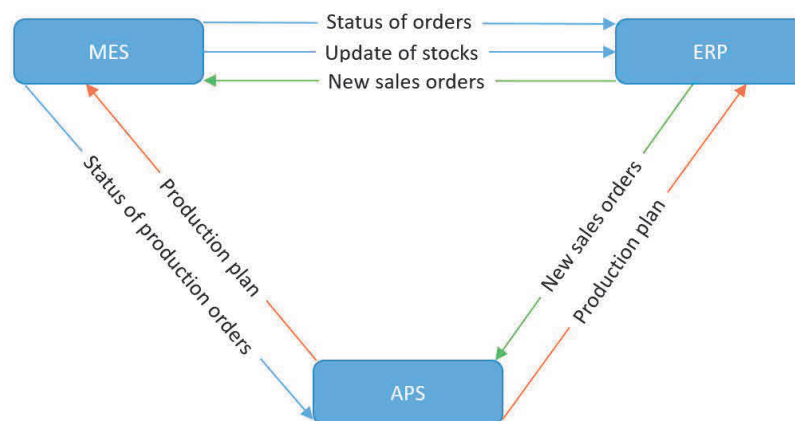 Status of orders
MES
Update of stocks
ERP
New sales orders
Status of production orders
Production plan
New sales orders
Production plan
APS